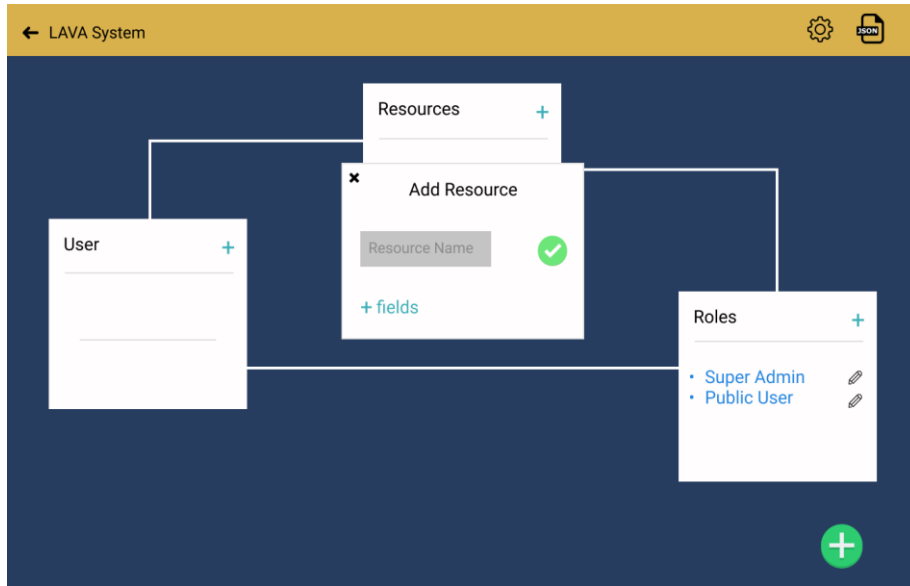 LAVA System
JSON
Resources
+
Add Resource
Resource Name
+ fields
User
+
Roles
+
• Super Admin
• Public User